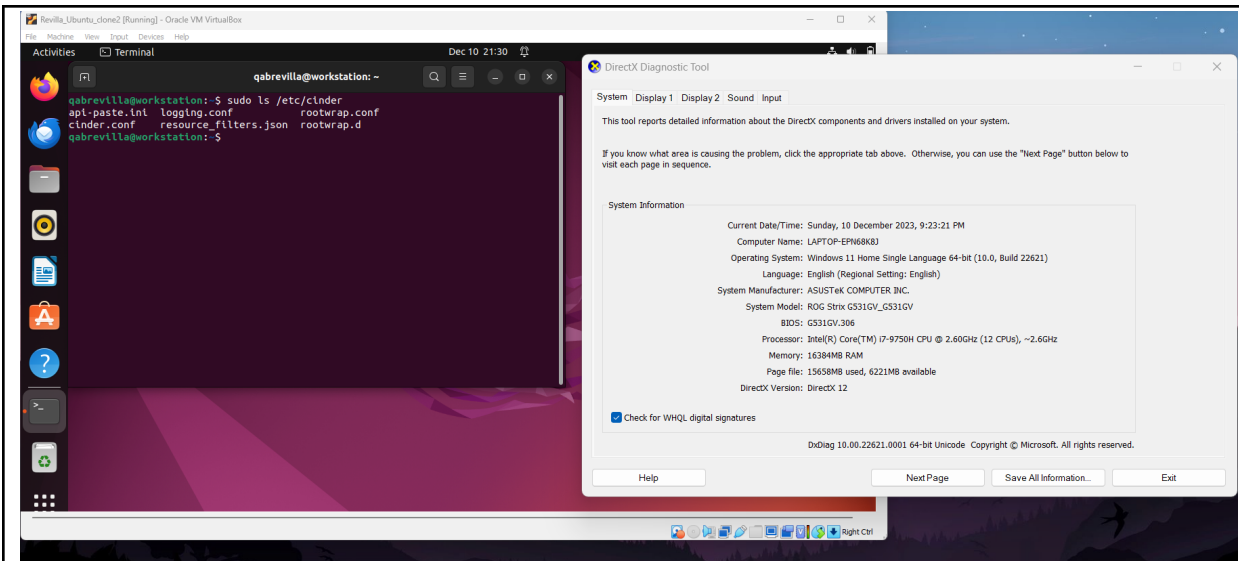 Revilla_Ubuntu_clone2 [Running] - Oracle VM VirtualBox
File Machine View Input Devices Help
Activities Terminal Dec 10 21:30
qabrevilla@workstation: ~
qabrevilla@workstation:~$ sudo ls /etc/cinder
api-paste.ini logging.conf rootwrap.conf
cinder.conf resource_filters.json rootwrap.d
qabrevilla@workstation:~$
Right Ctrl
DirectX Diagnostic Tool
System Display 1 Display 2 Sound Input
This tool reports detailed information about the DirectX components and drivers installed on your system.
If you know what area is causing the problem, click the appropriate tab above. Otherwise, you can use the "Next Page" button below to
visit each page in sequence.
System Information
Current Date/Time: Sunday, 10 December 2023, 9:23:21 PM
Computer Name: LAPTOP-EPN68K8J
Operating System: Windows 11 Home Single Language 64-bit (10.0, Build 22621)
Language: English (Regional Setting: English)
System Manufacturer: ASUSTeK COMPUTER INC.
System Model: ROG Strix G531GV_G531GV
BIOS: G531GV.306
Processor: Intel(R) Core(TM) i7-9750H CPU @ 2.60GHz (12 CPUs), ~2.6GHz
Memory: 16384MB RAM
Page file: 15658MB used, 6221MB available
DirectX Version: DirectX 12
Check for WHQL digital signatures
DxDiag 10.00.22621.0001 64-bit Unicode Copyright © Microsoft. All rights reserved.
Help Next Page Save All Information... Exit